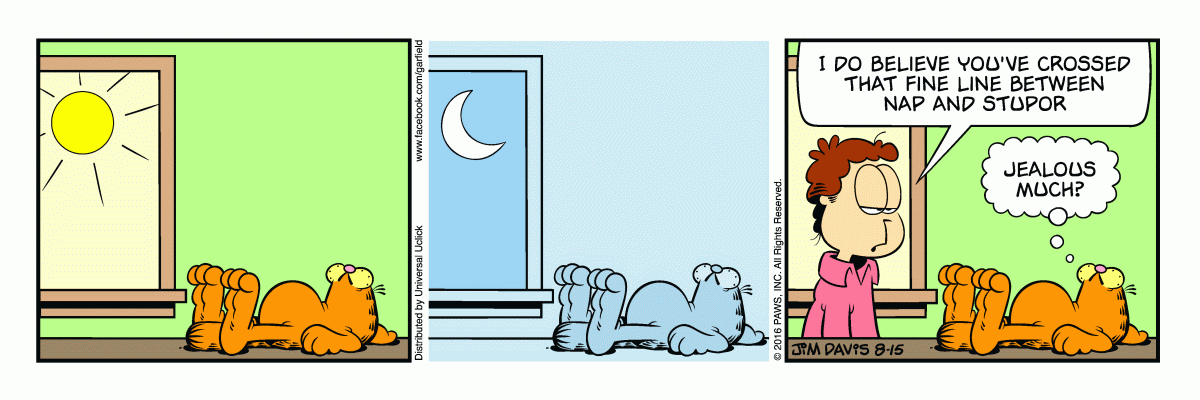 Distributed by Universal Uclick
www.facebook.com/garfield
© 2016 PAWS, INC. All Rights Reserved.
I DO BELIEVE YOU'VE CROSSED
THAT FINE LINE BETWEEN
NAP AND STUPOR
JEALOUS
MUCH?
JIM DAVIS 8-15